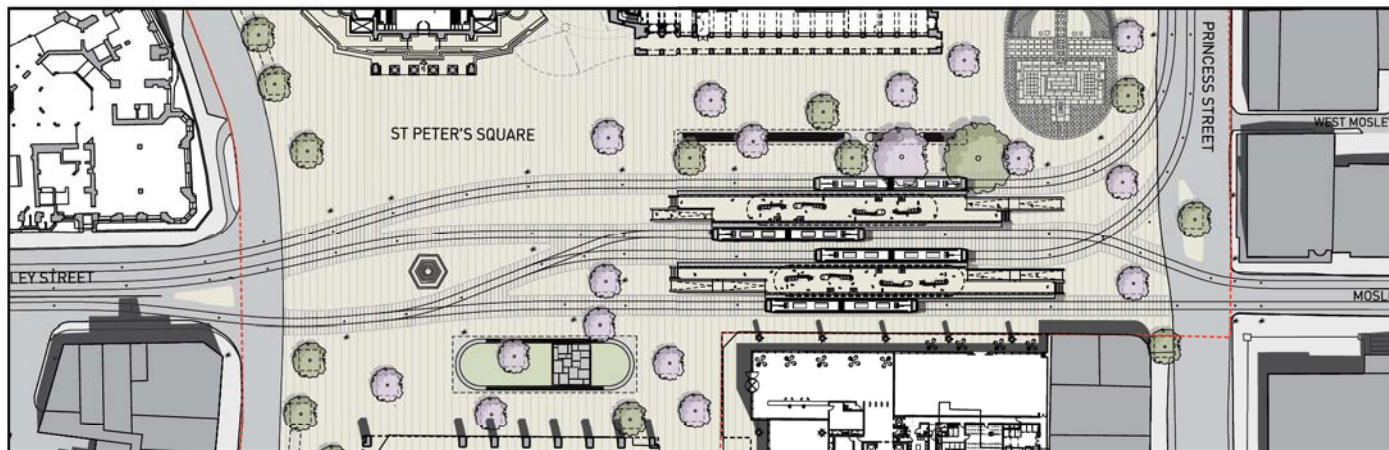 ST PETER'S SQUARE
PRINCESS STREET
WEST MOSLE
LEY STREET
MOSL